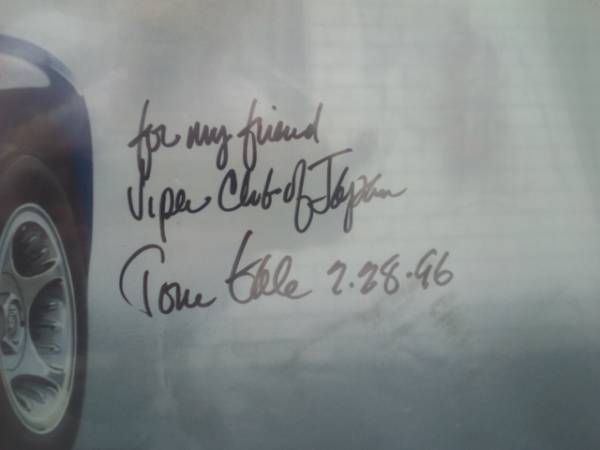 for my friend
Viper Club of Japan
Tom Gale 2.28.96